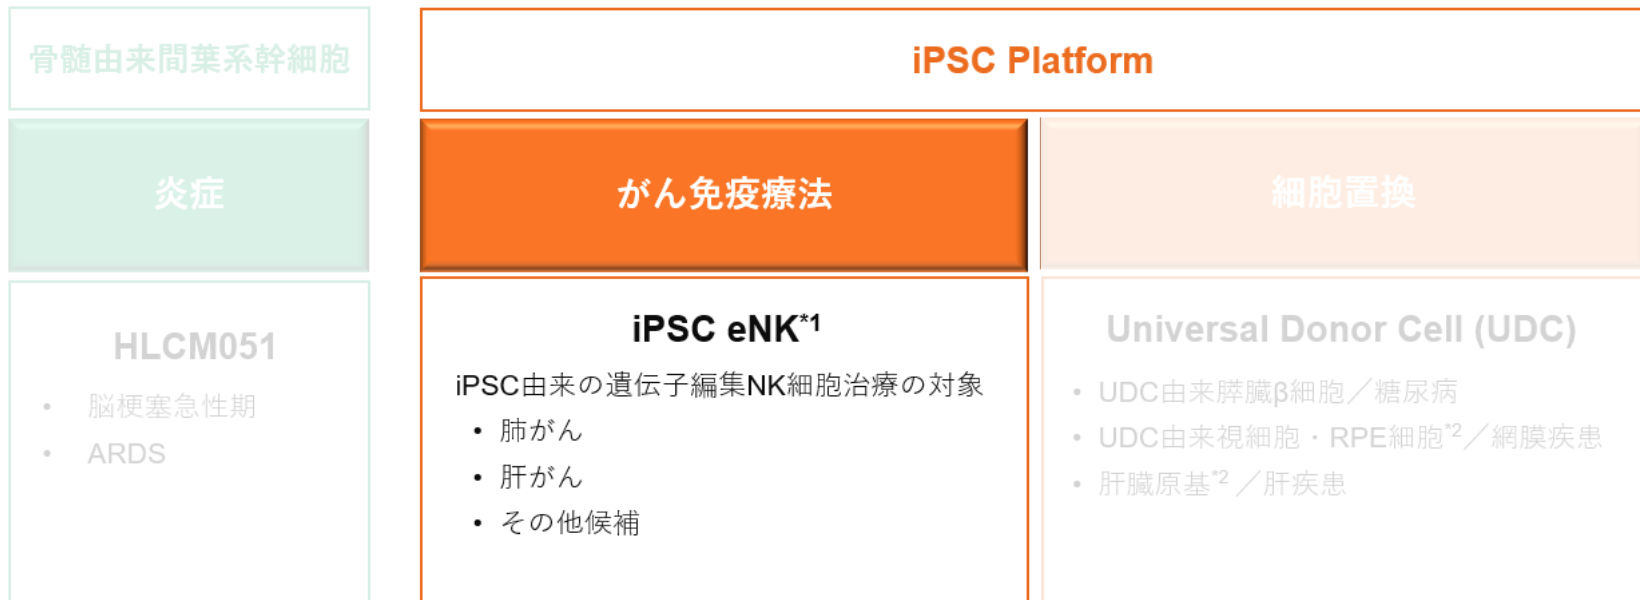 骨髄由来間葉系幹細胞
iPSC Platform
炎症
がん免疫療法
細胞置換
HLCM051
• 脳梗塞急性期
• ARDS
iPSC eNK*1
iPSC由来の遺伝子編集NK細胞治療の対象
• 肺がん
• 肝がん
• その他候補
Universal Donor Cell (UDC)
• UDC由来膵臓β細胞／糖尿病
• UDC由来視細胞・RPE細胞*2／網膜疾患
• 肝臓原基*2／肝疾患